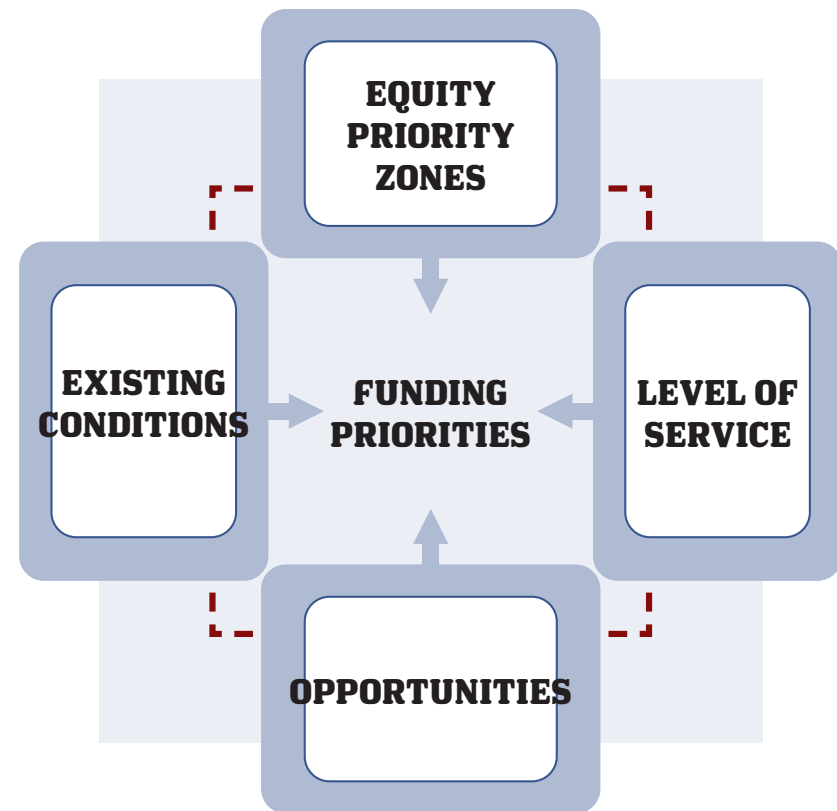 EQUITY
PRIORITY
ZONES
EXISTING
CONDITIONS
FUNDING
PRIORITIES
LEVEL OF
SERVICE
OPPORTUNITIES